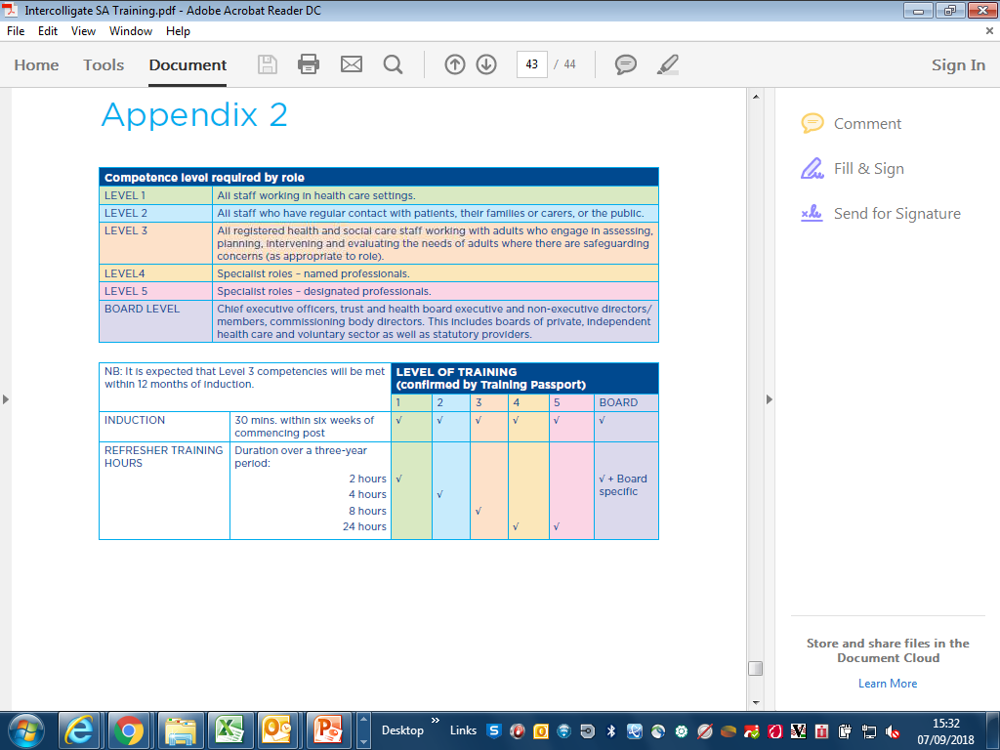 Intercolligate SA Training.pdf - Adobe Acrobat Reader DC
File Edit View Window Help
Home Tools Document 43 / 44 Sign In
Appendix 2
Competence level required by role
LEVEL 1 All staff working in health care settings.
LEVEL 2 All staff who have regular contact with patients, their families or carers, or the public.
LEVEL 3 All registered health and social care staff working with adults who engage in assessing,
planning, intervening and evaluating the needs of adults where there are safeguarding
concerns (as appropriate to role).
LEVEL4 Specialist roles – named professionals.
LEVEL 5 Specialist roles – designated professionals.
BOARD LEVEL Chief executive officers, trust and health board executive and non-executive directors/
members, commissioning body directors. This includes boards of private, independent
health care and voluntary sector as well as statutory providers.
NB: It is expected that Level 3 competencies will be met
within 12 months of induction.
LEVEL OF TRAINING
(confirmed by Training Passport)
1 2 3 4 5 BOARD
INDUCTION 30 mins. within six weeks of
commencing post
√ √ √ √ √ √
REFRESHER TRAINING
HOURS
Duration over a three-year
period:
2 hours √ √ + Board
specific
4 hours √
8 hours √
24 hours √ √
Comment
Fill & Sign
Send for Signature
Store and share files in the
Document Cloud
Learn More
Desktop » Links
15:32
07/09/2018